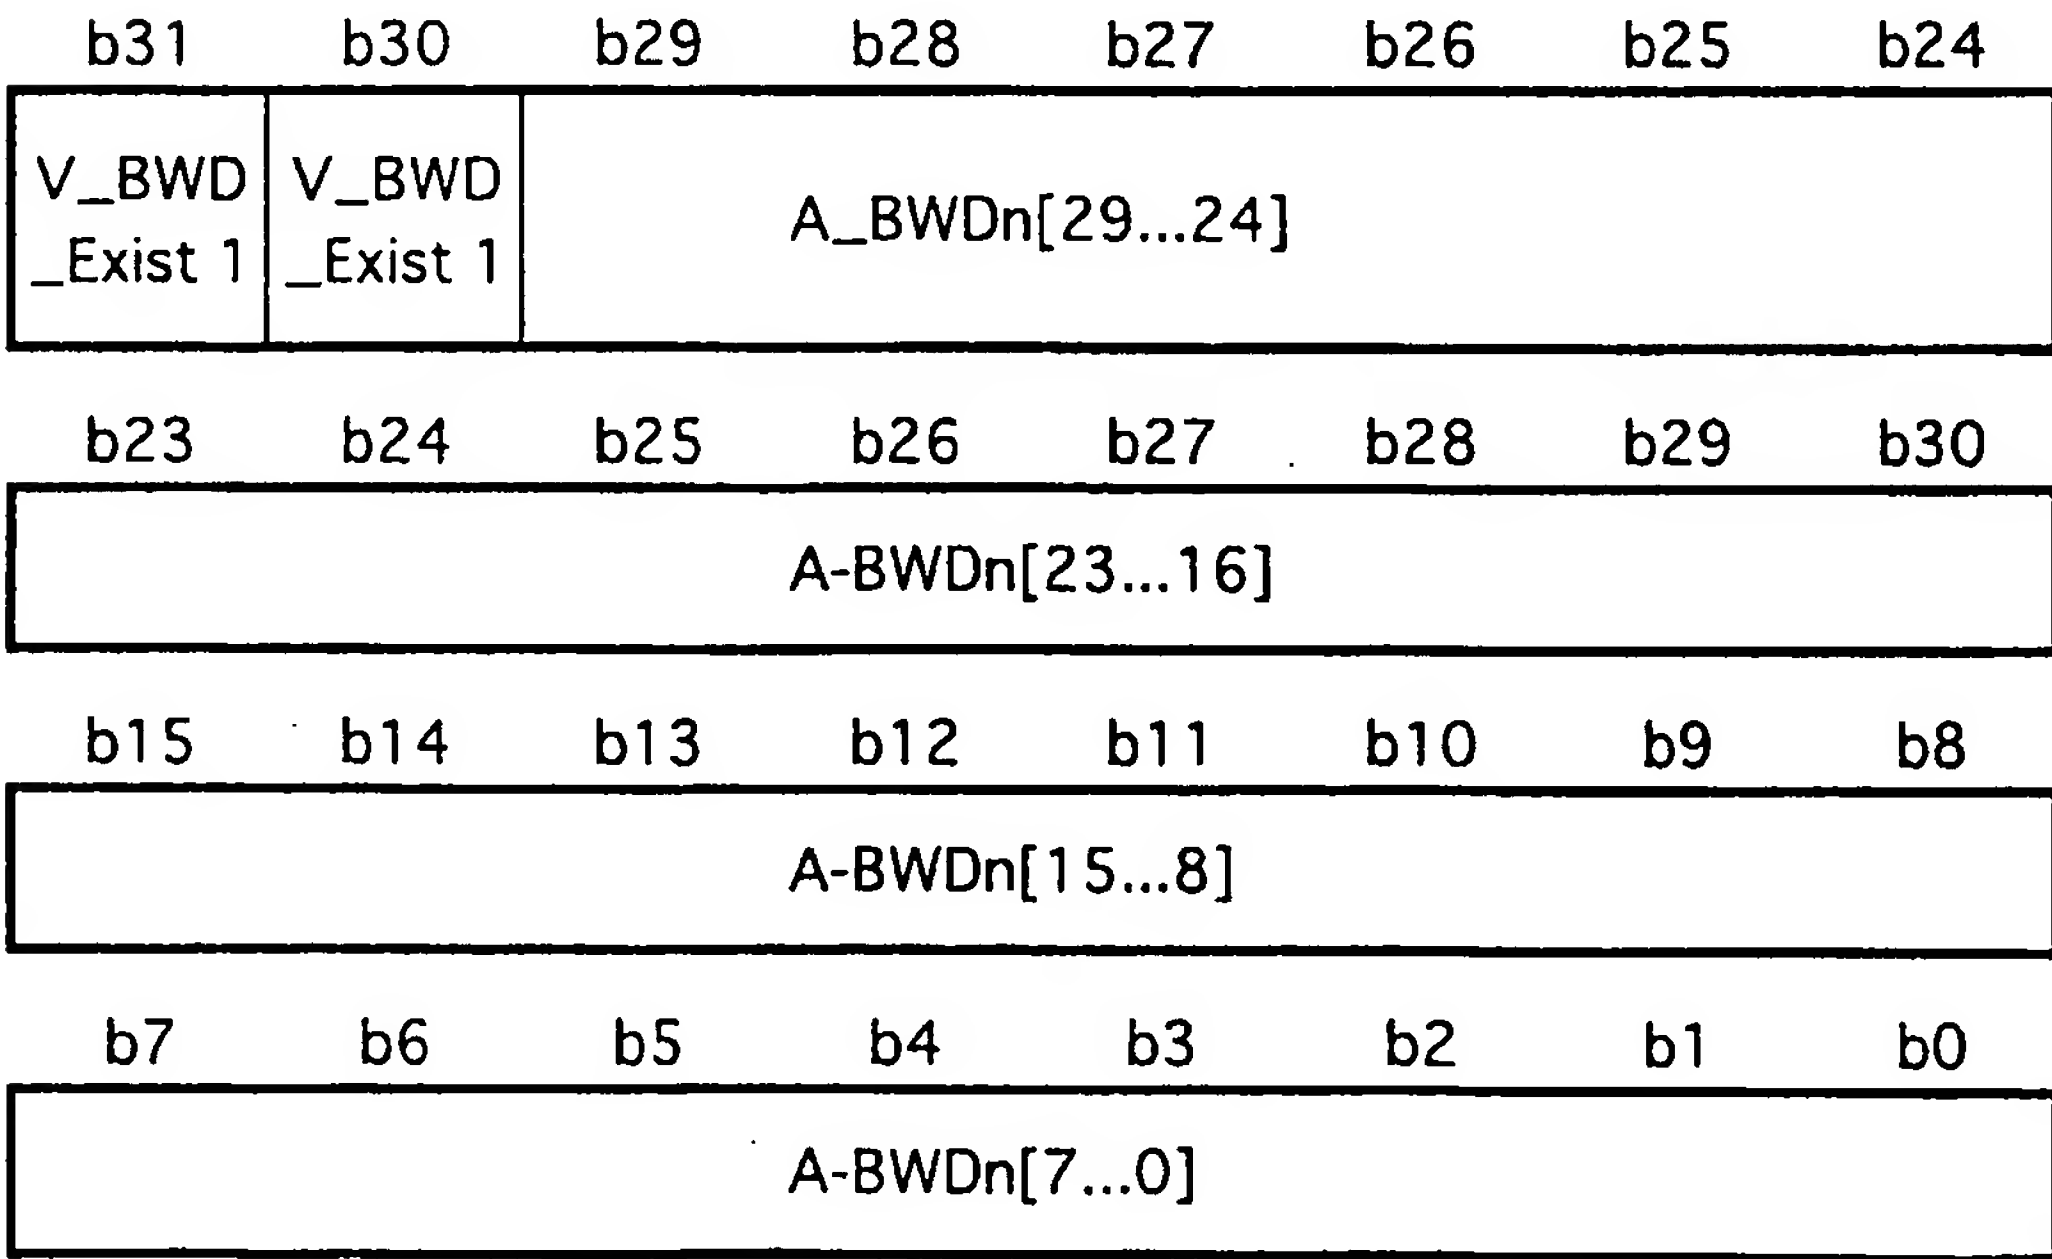 b31 b30 b29 b28 b27 b26 b25 b24
V_BWD V_BWD
A_BWDn[29...24]
_Exist 1 _Exist 1
b23 b24 b25 b26 b27 b28 b29 b30
A-BWDn[23...16]
b15 b14 b13 b12 b11 b10 b9 b8
A-BWDn[15...8]
b7 b6 b5 b4 b3 b2 b1 b0
A-BWDn[7...0]